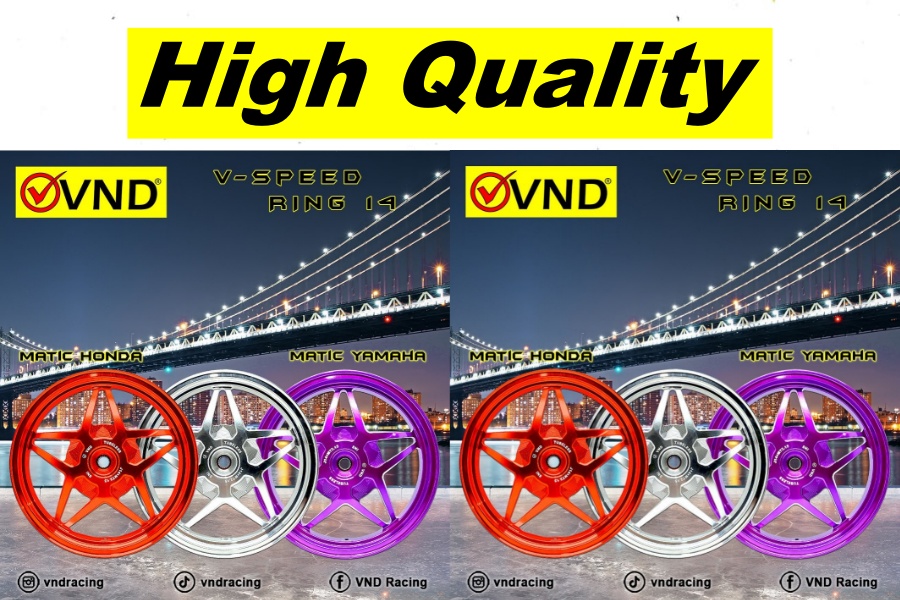 High Quality
VND®
V-SPEED
RING 14
MATIC HONDA
MATIC YAMAHA
vndracing
vndracing
VND Racing
VND®
V-SPEED
RING 14
MATIC HONDA
MATIC YAMAHA
vndracing
vndracing
VND Racing